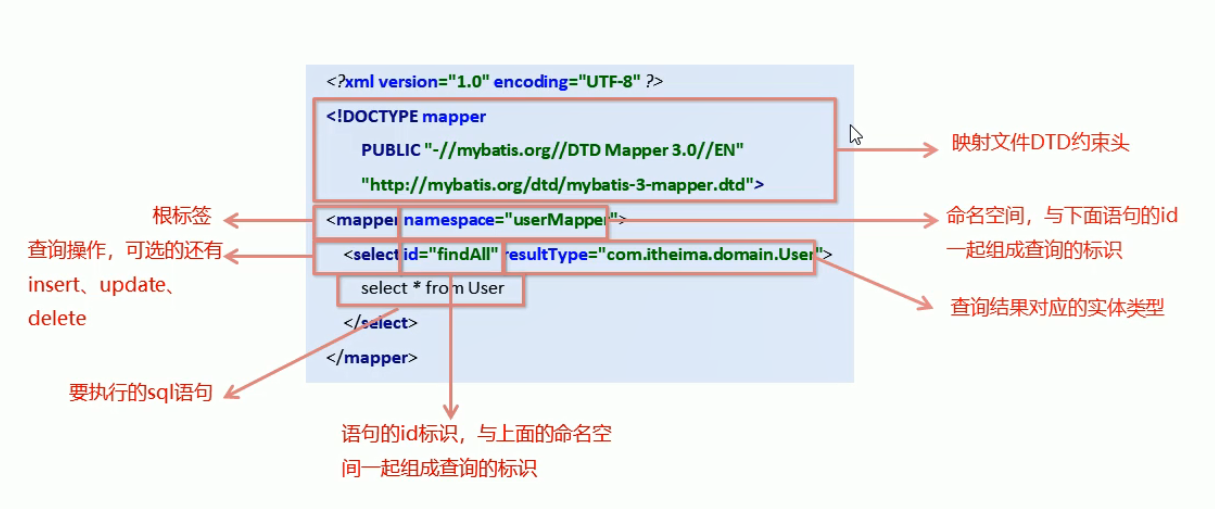 <?xml version="1.0" encoding="UTF-8" ?>
<!DOCTYPE mapper
PUBLIC "-//mybatis.org//DTD Mapper 3.0//EN"
"http://mybatis.org/dtd/mybatis-3-mapper.dtd">
<mapper namespace="userMapper">
<select id="findAll" resultType="com.itheima.domain.User">
select * from User
</select>
</mapper>
映射文件DTD约束头
根标签
命名空间，与下面语句的id
一起组成查询的标识
查询操作，可选的还有
insert、update、
delete
查询结果对应的实体类型
要执行的sql语句
语句的id标识，与上面的命名空
间一起组成查询的标识